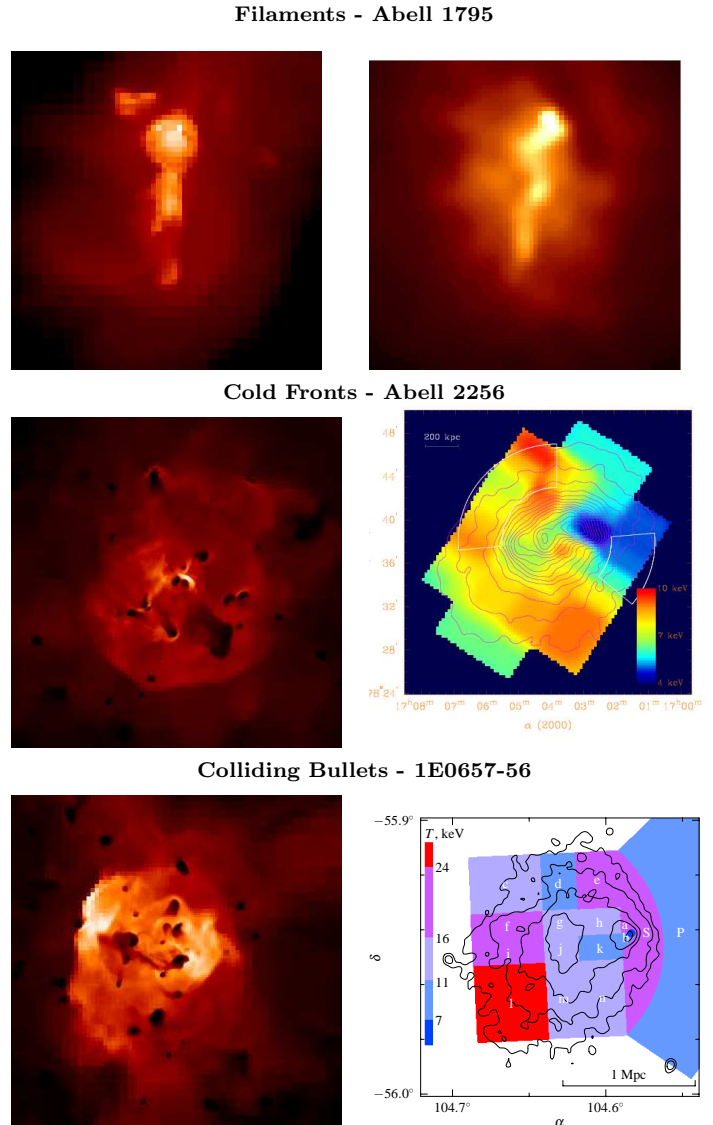 Filaments - Abell 1795
Cold Fronts - Abell 2256
200 kpc
48'
44'
40'
36'
32'
28'
78°24'
10 keV
7 keV
4 keV
17ʰ08ᵐ 07ᵐ 06ᵐ 05ᵐ 04ᵐ 03ᵐ 02ᵐ 01ᵐ 17ʰ00ᵐ
α (2000)
Colliding Bullets - 1E0657-56
−55.9°
T, keV
24
16
11
7
c d e
f g h a S P
b
i j k
l m n
δ
1 Mpc
−56.0°
104.7° 104.6°
α